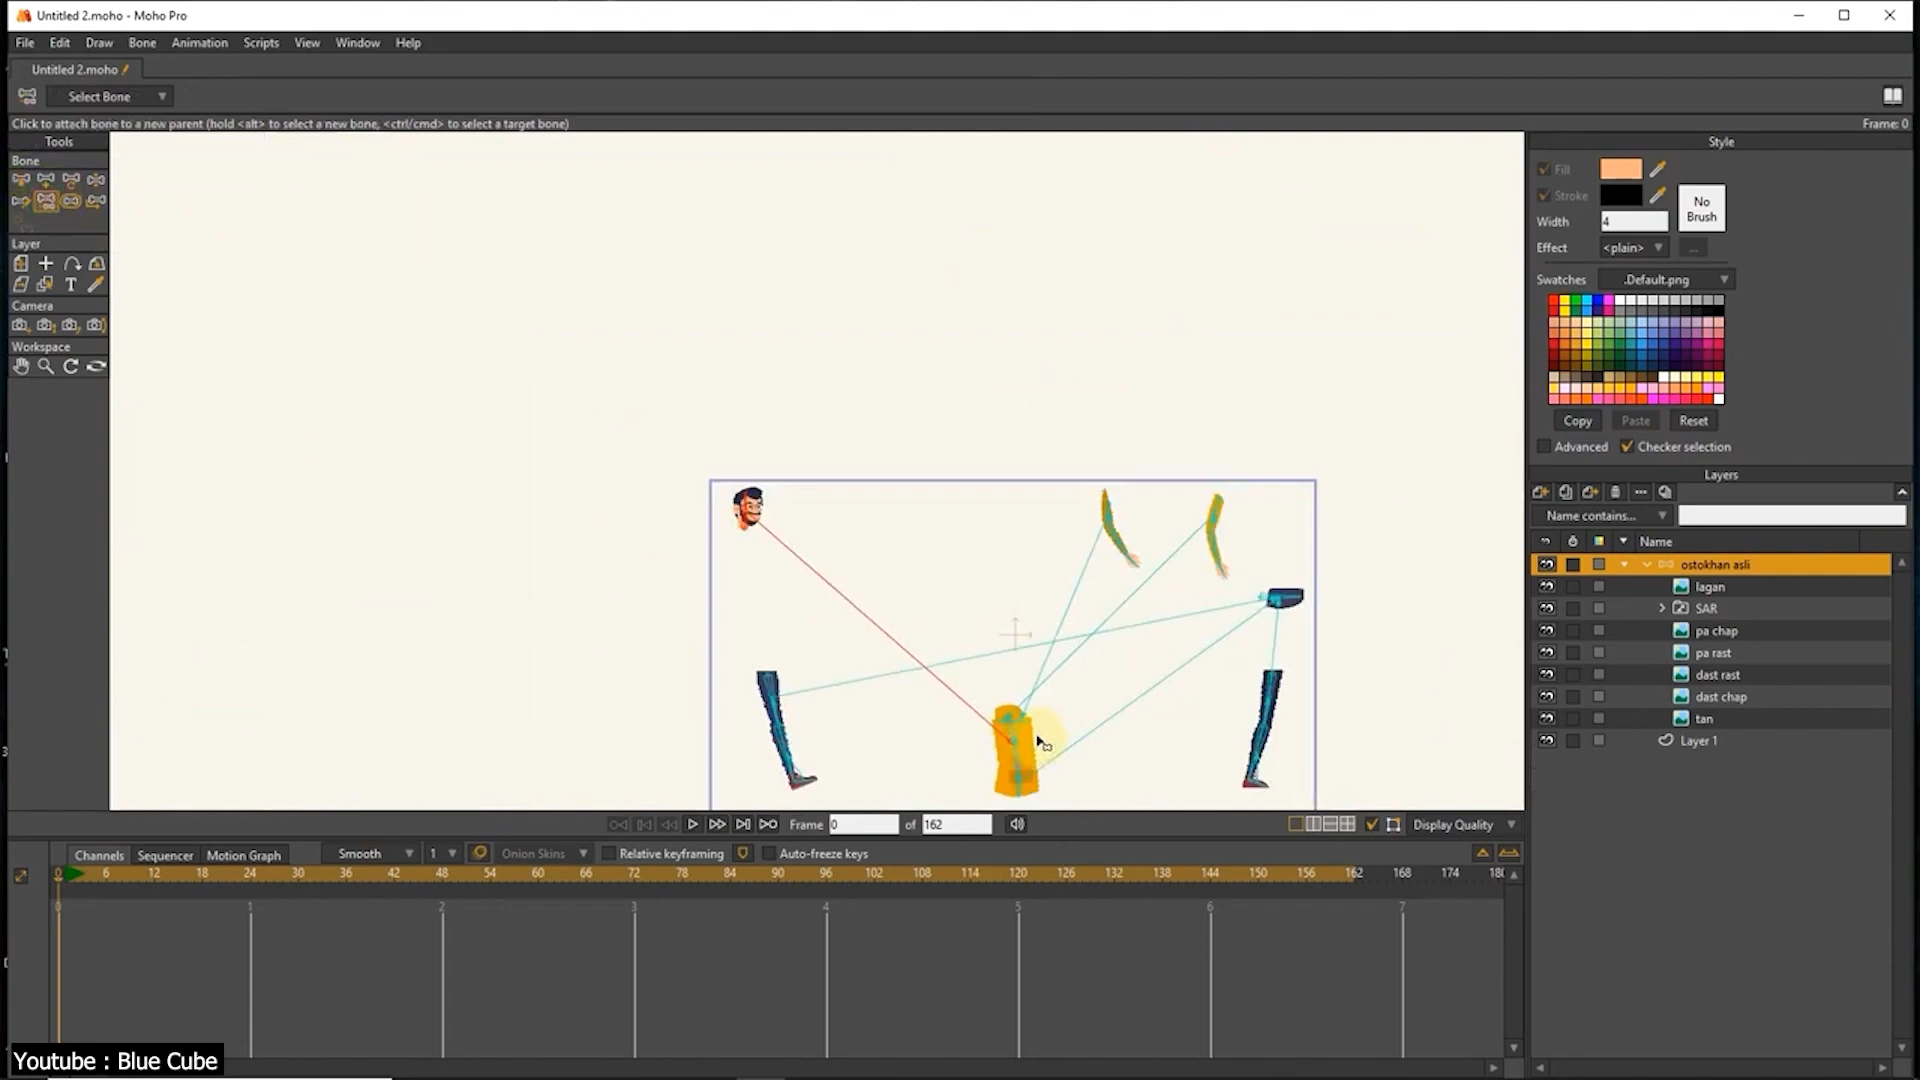 Untitled 2.moho - Moho Pro
File Edit Draw Bone Animation Scripts View Window Help
Untitled 2.moho
Select Bone
Click to attach bone to a new parent (hold <alt> to select a new bone, <ctrl/cmd> to select a target bone)
Frame: 0
Tools
Bone
Layer
T
Camera
Workspace
Style
Fill
Stroke
No Brush
Width 4
Effect <plain> ...
Swatches .Default.png
Copy Paste Reset
Advanced Checker selection
Layers
Name contains...
Name
ostokhan asli
lagan
SAR
pa chap
pa rast
dast rast
dast chap
tan
Layer 1
Frame 0 of 162
Display Quality
Channels Sequencer Motion Graph Smooth 1 Onion Skins Relative keyframing Auto-freeze keys
0 6 12 18 24 30 36 42 48 54 60 66 72 78 84 90 96 102 108 114 120 126 132 138 144 150 156 162 168 174
0 1 2 3 4 5 6 7
Youtube : Blue Cube